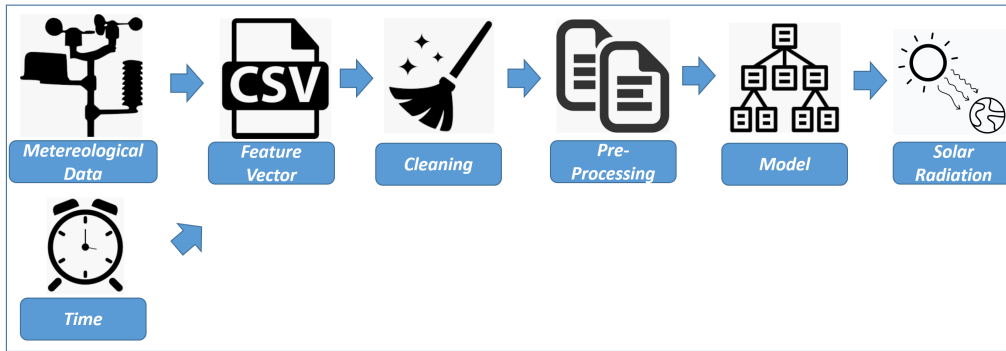 CSV
Metereological
Data
Feature
Vector
Cleaning
Pre-
Processing
Model
Solar
Radiation
Time